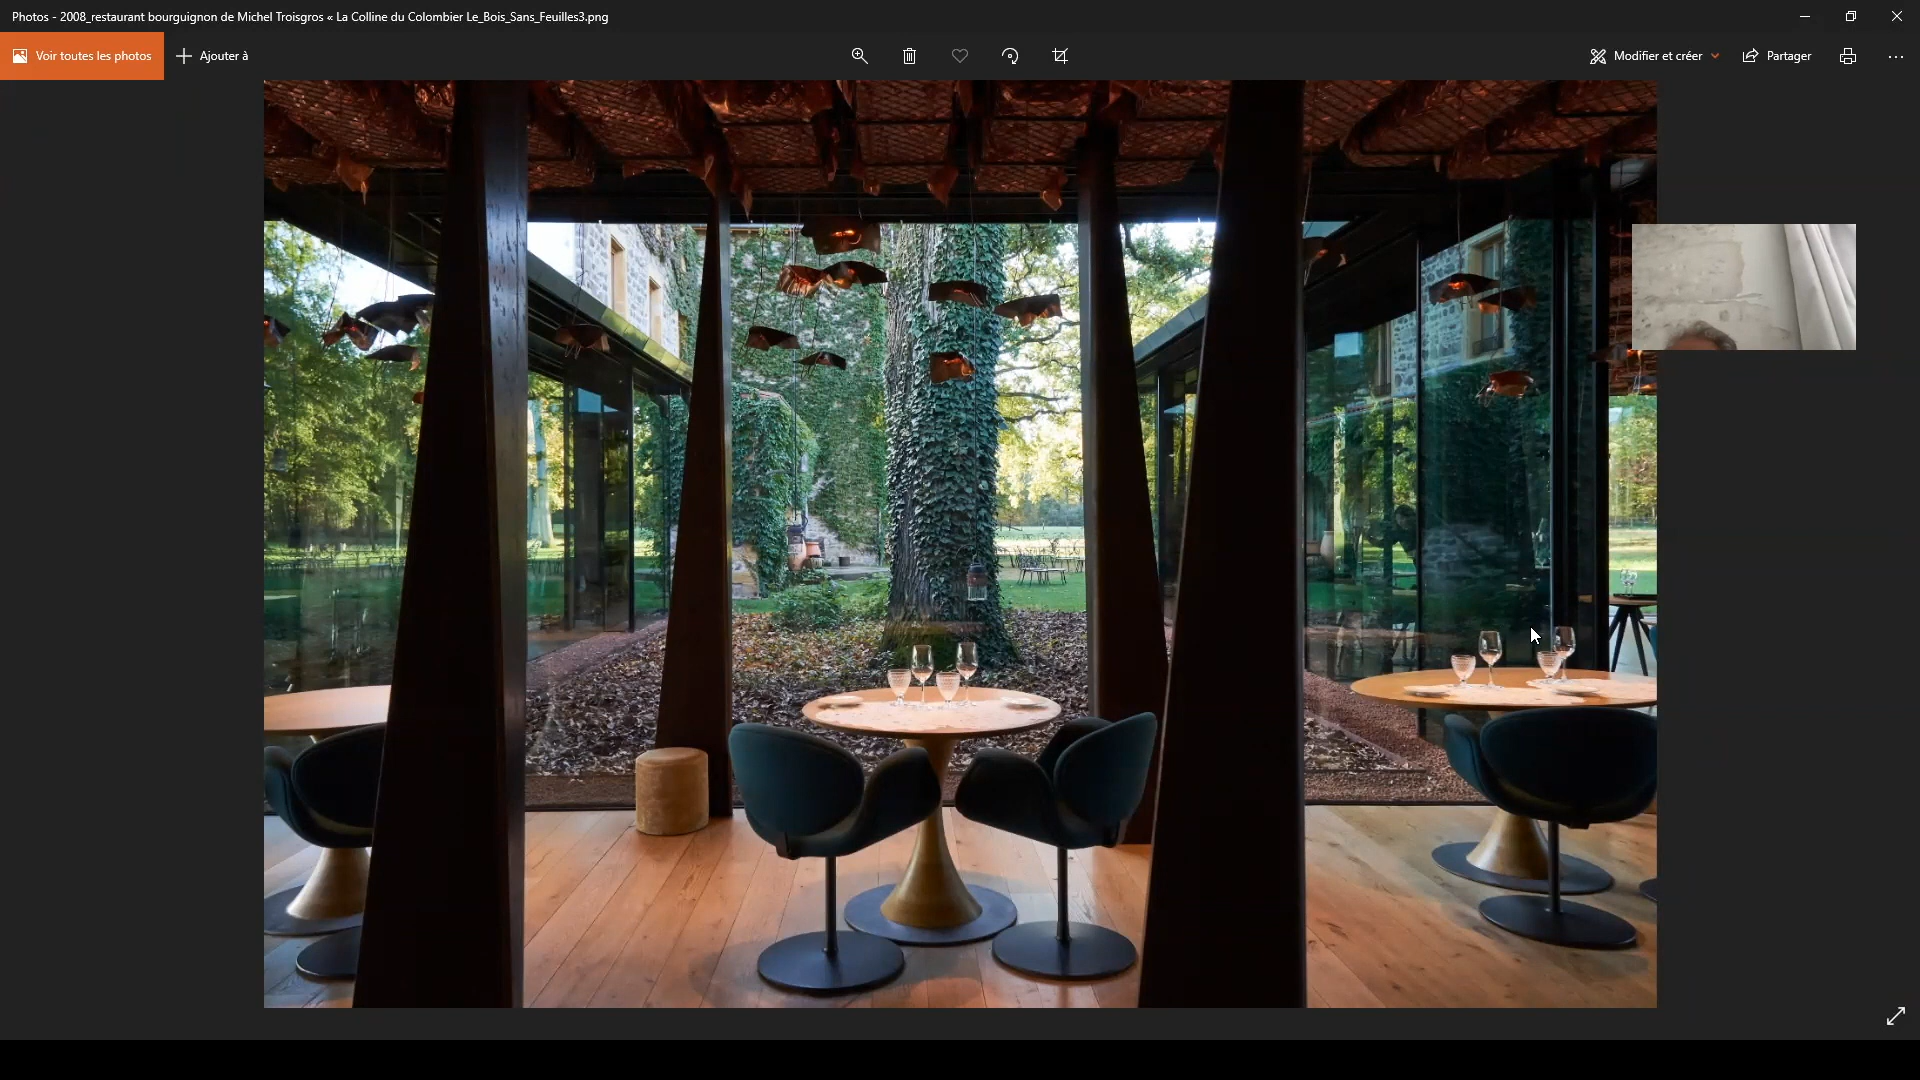 Photos - 2008_restaurant bourguignon de Michel Troisgros « La Colline du Colombier Le_Bois_Sans_Feuilles3.png
Voir toutes les photos
Ajouter à
Modifier et créer
Partager